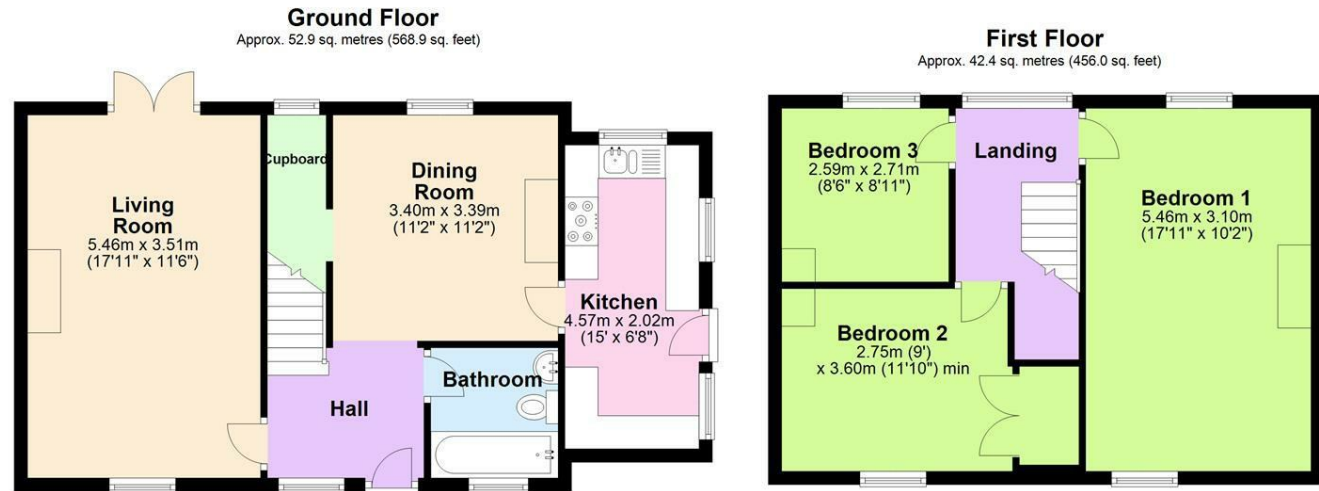 Ground Floor
Approx. 52.9 sq. metres (568.9 sq. feet)
Cupboard
Living
Room
5.46m x 3.51m
(17'11" x 11'6")
Dining
Room
3.40m x 3.39m
(11'2" x 11'2")
Kitchen
4.57m x 2.02m
(15' x 6'8")
Bathroom
Hall
First Floor
Approx. 42.4 sq. metres (456.0 sq. feet)
Bedroom 3
2.59m x 2.71m
(8'6" x 8'11")
Landing
Bedroom 1
5.46m x 3.10m
(17'11" x 10'2")
Bedroom 2
2.75m (9')
x 3.60m (11'10") min